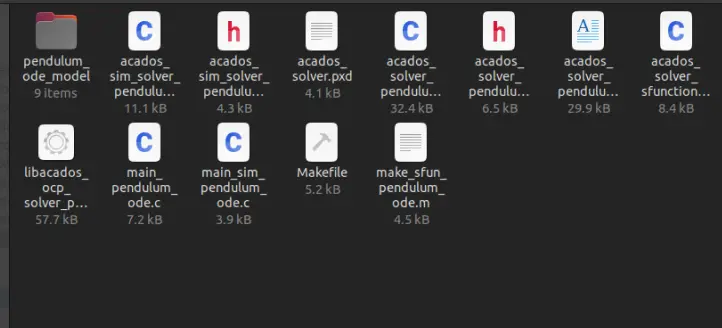 pendulum_
ode_model
9 items
acados_
sim_solver_
pendulu...
11.1 kB
acados_
sim_solver_
pendulu...
4.3 kB
acados_
solver.pxd
4.1 kB
acados_
solver_
pendulu...
32.4 kB
acados_
solver_
pendulu...
6.5 kB
acados_
solver_
pendulu...
29.9 kB
acados_
solver_
sfunction...
8.4 kB
libacados_
ocp_
solver_p...
57.7 kB
main_
pendulum_
ode.c
7.2 kB
main_sim_
pendulum_
ode.c
3.9 kB
Makefile
5.2 kB
make_sfun_
pendulum_
ode.m
4.5 kB